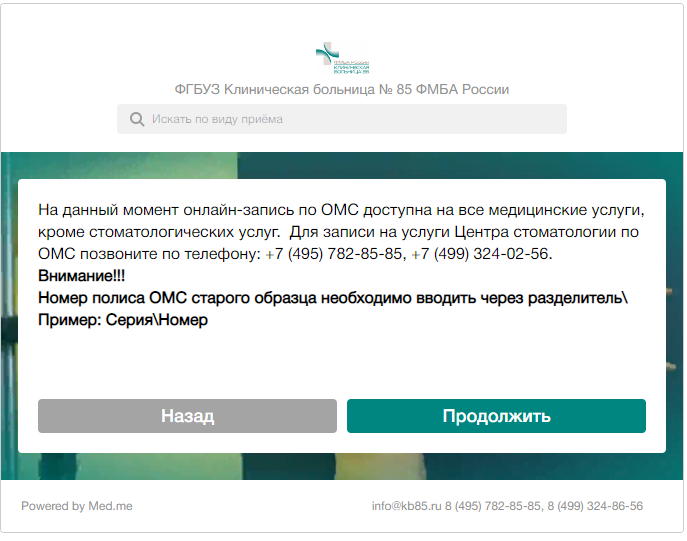 КЛИНИЧЕСКАЯ
БОЛЬНИЦА 85
ФГБУЗ Клиническая больница № 85 ФМБА России
Искать по виду приёма
На данный момент онлайн-запись по ОМС доступна на все медицинские услуги,
кроме стоматологических услуг.  Для записи на услуги Центра стоматологии по
ОМС позвоните по телефону: +7 (495) 782-85-85, +7 (499) 324-02-56.
Внимание!!!
Номер полиса ОМС старого образца необходимо вводить через разделитель\
Пример: Серия\Номер
Назад Продолжить
Powered by Med.me info@kb85.ru 8 (495) 782-85-85, 8 (499) 324-86-56